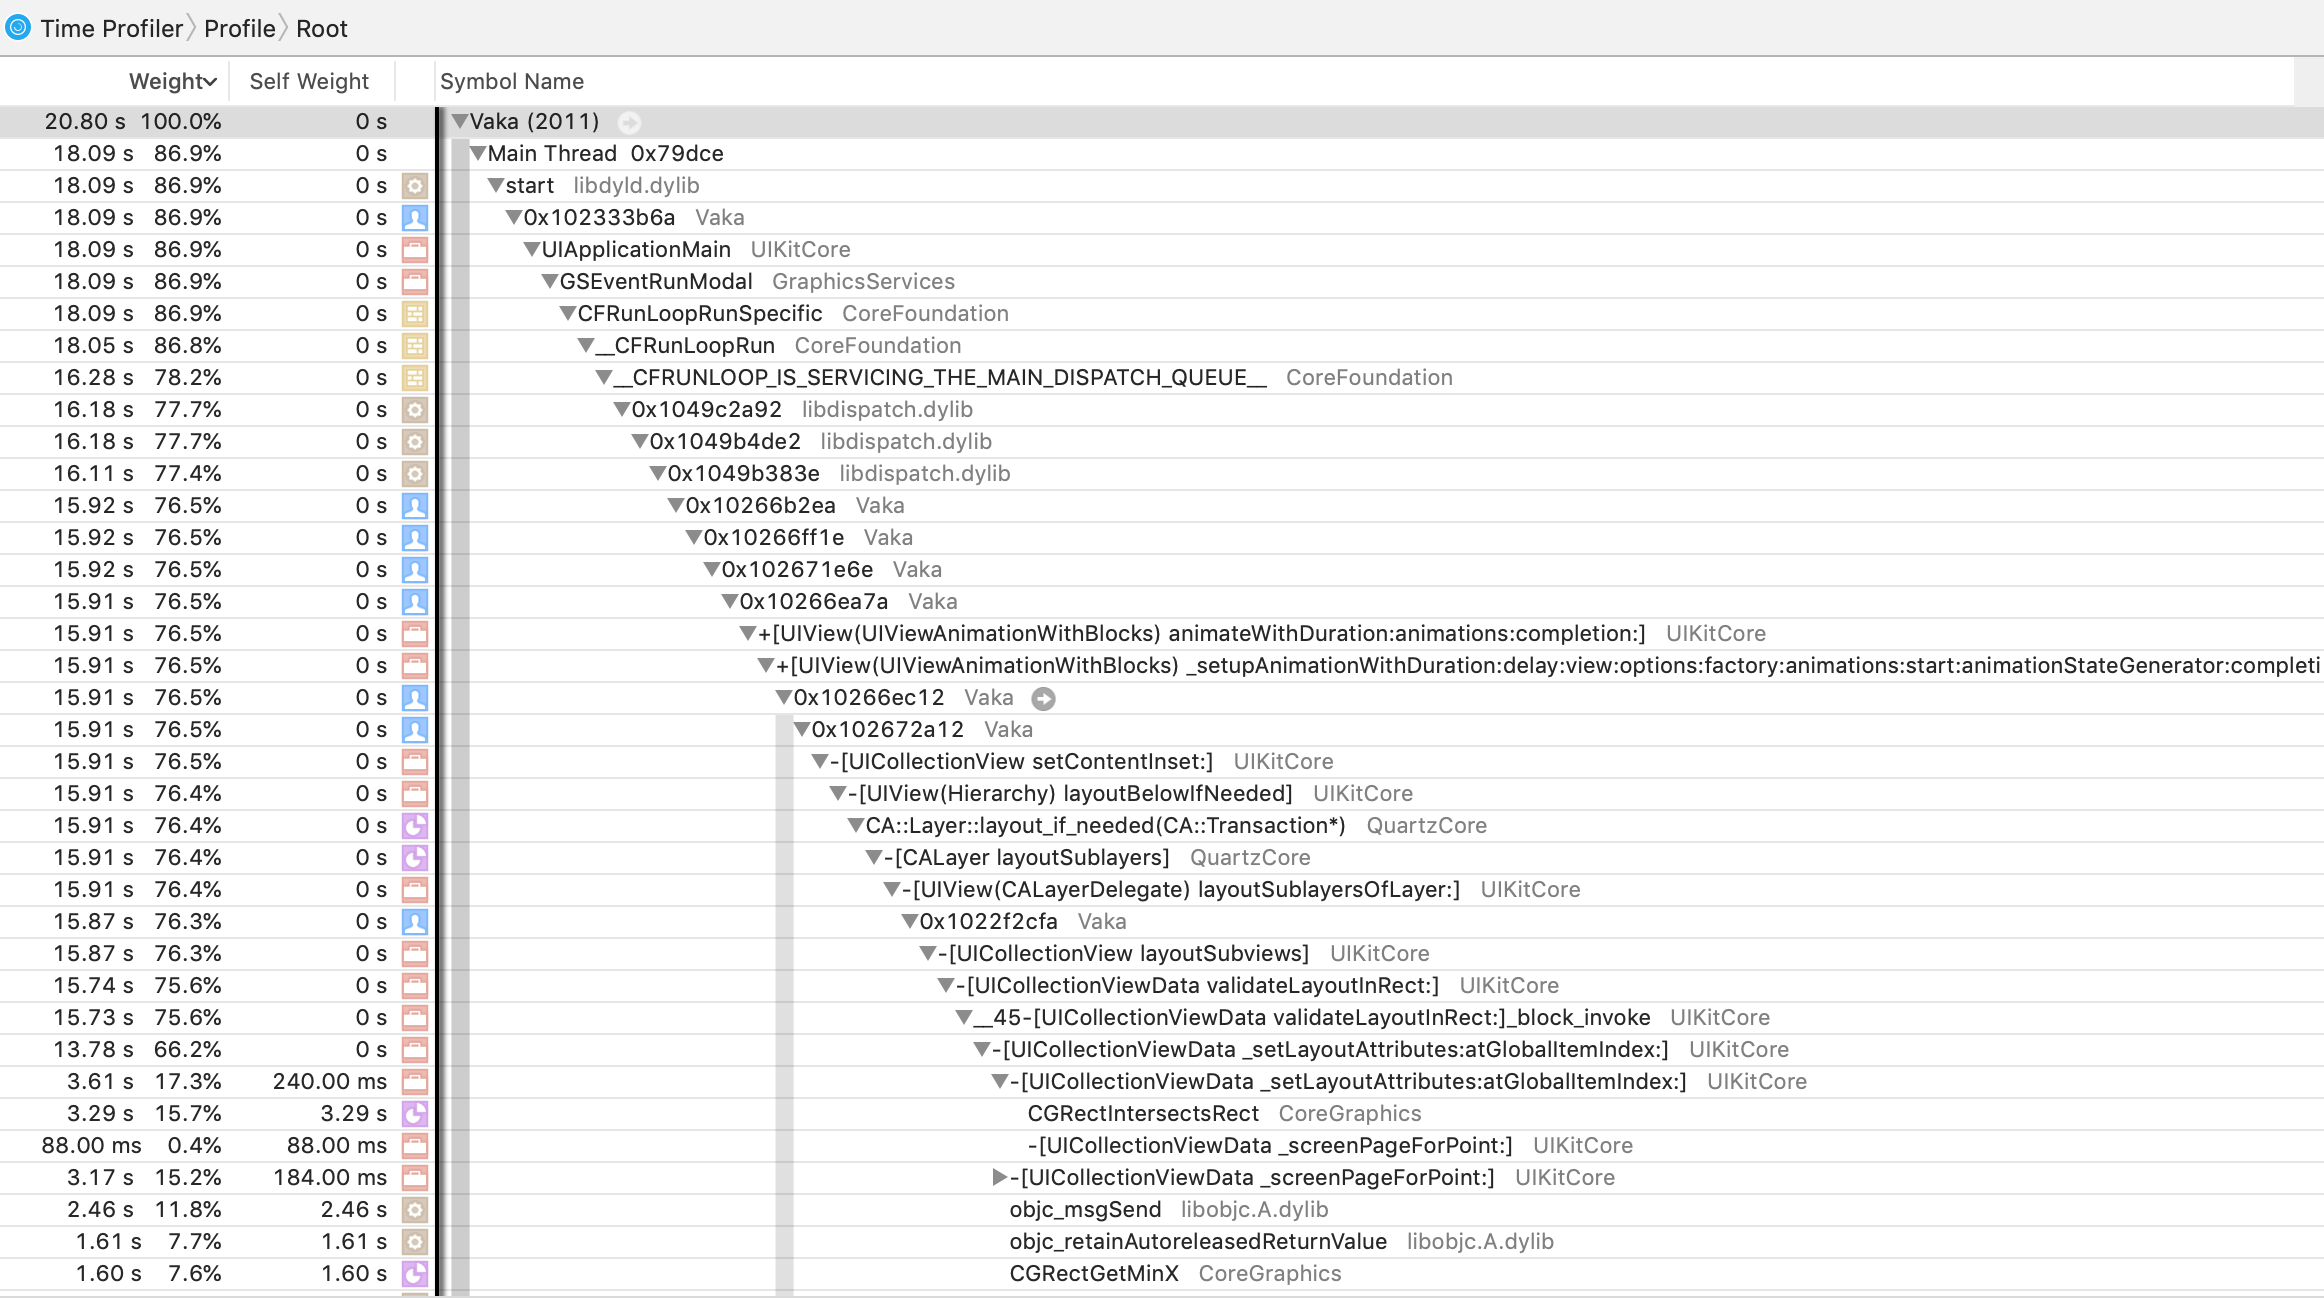 Time Profiler Profile Root
Weight Self Weight Symbol Name
20.80 s 100.0% 0 s Vaka (2011)
18.09 s 86.9% 0 s Main Thread 0x79dce
18.09 s 86.9% 0 s start libdyld.dylib
18.09 s 86.9% 0 s 0x102333b6a Vaka
18.09 s 86.9% 0 s UIApplicationMain UIKitCore
18.09 s 86.9% 0 s GSEventRunModal GraphicsServices
18.09 s 86.9% 0 s CFRunLoopRunSpecific CoreFoundation
18.05 s 86.8% 0 s __CFRunLoopRun CoreFoundation
16.28 s 78.2% 0 s __CFRUNLOOP_IS_SERVICING_THE_MAIN_DISPATCH_QUEUE__ CoreFoundation
16.18 s 77.7% 0 s 0x1049c2a92 libdispatch.dylib
16.18 s 77.7% 0 s 0x1049b4de2 libdispatch.dylib
16.11 s 77.4% 0 s 0x1049b383e libdispatch.dylib
15.92 s 76.5% 0 s 0x10266b2ea Vaka
15.92 s 76.5% 0 s 0x10266ff1e Vaka
15.92 s 76.5% 0 s 0x102671e6e Vaka
15.91 s 76.5% 0 s 0x10266ea7a Vaka
15.91 s 76.5% 0 s +[UIView(UIViewAnimationWithBlocks) animateWithDuration:animations:completion:] UIKitCore
15.91 s 76.5% 0 s +[UIView(UIViewAnimationWithBlocks) _setupAnimationWithDuration:delay:view:options:factory:animations:start:animationStateGenerator:completi
15.91 s 76.5% 0 s 0x10266ec12 Vaka
15.91 s 76.5% 0 s 0x102672a12 Vaka
15.91 s 76.5% 0 s -[UICollectionView setContentInset:] UIKitCore
15.91 s 76.4% 0 s -[UIView(Hierarchy) layoutBelowIfNeeded] UIKitCore
15.91 s 76.4% 0 s CA::Layer::layout_if_needed(CA::Transaction*) QuartzCore
15.91 s 76.4% 0 s -[CALayer layoutSublayers] QuartzCore
15.91 s 76.4% 0 s -[UIView(CALayerDelegate) layoutSublayersOfLayer:] UIKitCore
15.87 s 76.3% 0 s 0x1022f2cfa Vaka
15.87 s 76.3% 0 s -[UICollectionView layoutSubviews] UIKitCore
15.74 s 75.6% 0 s -[UICollectionViewData validateLayoutInRect:] UIKitCore
15.73 s 75.6% 0 s __45-[UICollectionViewData validateLayoutInRect:]_block_invoke UIKitCore
13.78 s 66.2% 0 s -[UICollectionViewData _setLayoutAttributes:atGlobalItemIndex:] UIKitCore
3.61 s 17.3% 240.00 ms -[UICollectionViewData _setLayoutAttributes:atGlobalItemIndex:] UIKitCore
3.29 s 15.7% 3.29 s CGRectIntersectsRect CoreGraphics
88.00 ms 0.4% 88.00 ms -[UICollectionViewData _screenPageForPoint:] UIKitCore
3.17 s 15.2% 184.00 ms -[UICollectionViewData _screenPageForPoint:] UIKitCore
2.46 s 11.8% 2.46 s objc_msgSend libobjc.A.dylib
1.61 s 7.7% 1.61 s objc_retainAutoreleasedReturnValue libobjc.A.dylib
1.60 s 7.6% 1.60 s CGRectGetMinX CoreGraphics